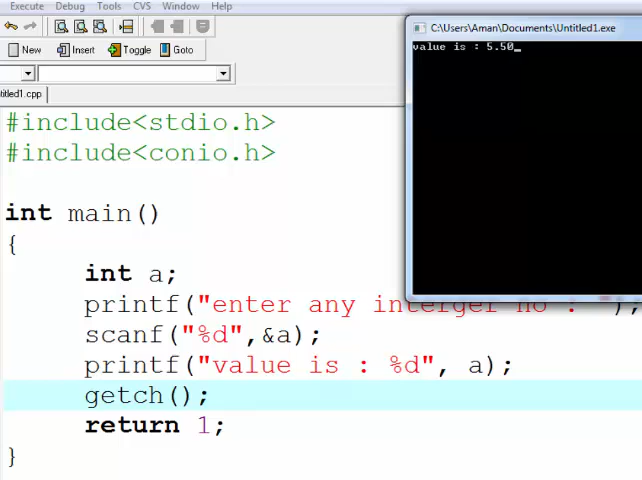 Execute Debug Tools CVS Window Help
New Insert Toggle Goto
titled1.cpp
C:\Users\Aman\Documents\Untitled1.exe
value is : 5.50_
#include<stdio.h>
#include<conio.h>
int main()
{
int a;
printf("enter any interger no : ");
scanf("%d",&a);
printf("value is : %d", a);
getch();
return 1;
}